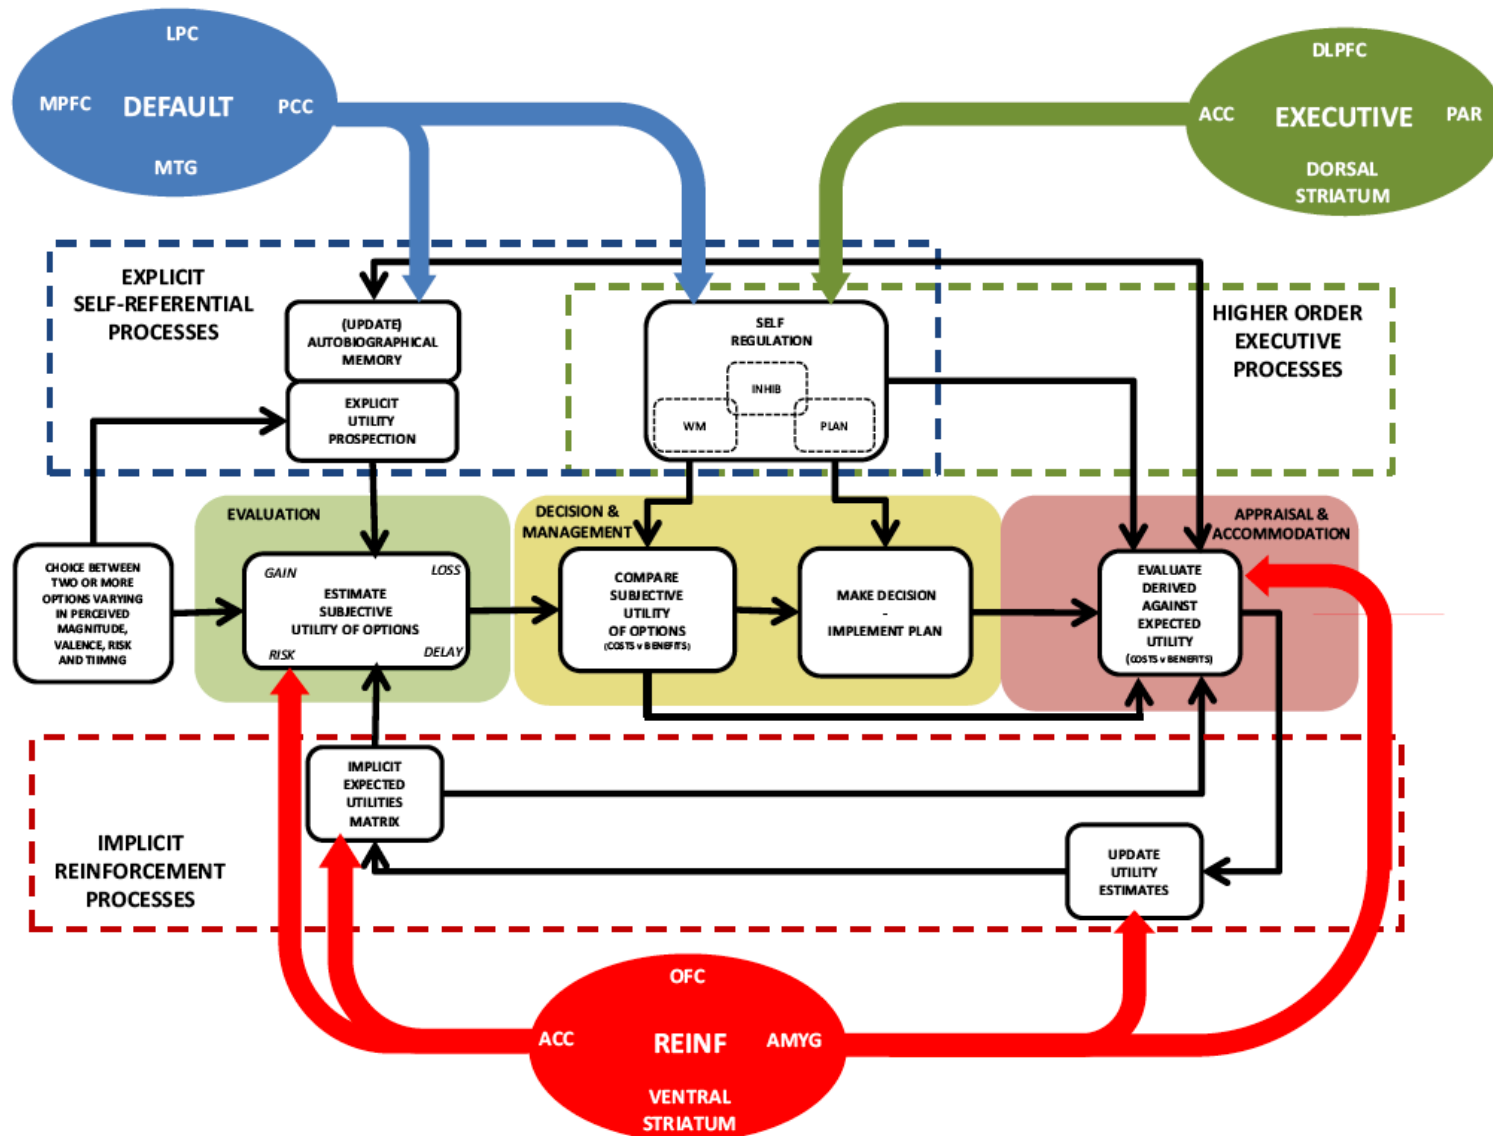 LPC
MPFC
DEFAULT
PCC
MTG
DLPFC
ACC
EXECUTIVE
PAR
DORSAL
STRIATUM
EXPLICIT
SELF-REFERENTIAL
PROCESSES
(UPDATE)
AUTOBIOGRAPHICAL
MEMORY
EXPLICIT
UTILITY
PROSPECTION
SELF
REGULATION
INHIB
WM
PLAN
HIGHER ORDER
EXECUTIVE
PROCESSES
EVALUATION
DECISION &
MANAGEMENT
APPRAISAL &
ACCOMMODATION
CHOICE BETWEEN
TWO OR MORE
OPTIONS VARYING
IN PERCEIVED
MAGNITUDE,
VALENCE, RISK
AND TIIMNG
GAIN
LOSS
ESTIMATE
SUBJECTIVE
UTILITY OF OPTIONS
RISK
DELAY
COMPARE
SUBJECTIVE
UTILITY
OF OPTIONS
(COSTS v BENEFITS)
MAKE DECISION
-
IMPLEMENT PLAN
EVALUATE
DERIVED
AGAINST
EXPECTED
UTILITY
(COSTS v BENEFITS)
IMPLICIT
EXPECTED
UTILITIES
MATRIX
IMPLICIT
REINFORCEMENT
PROCESSES
UPDATE
UTILITY
ESTIMATES
OFC
ACC
REINF
AMYG
VENTRAL
STRIATUM